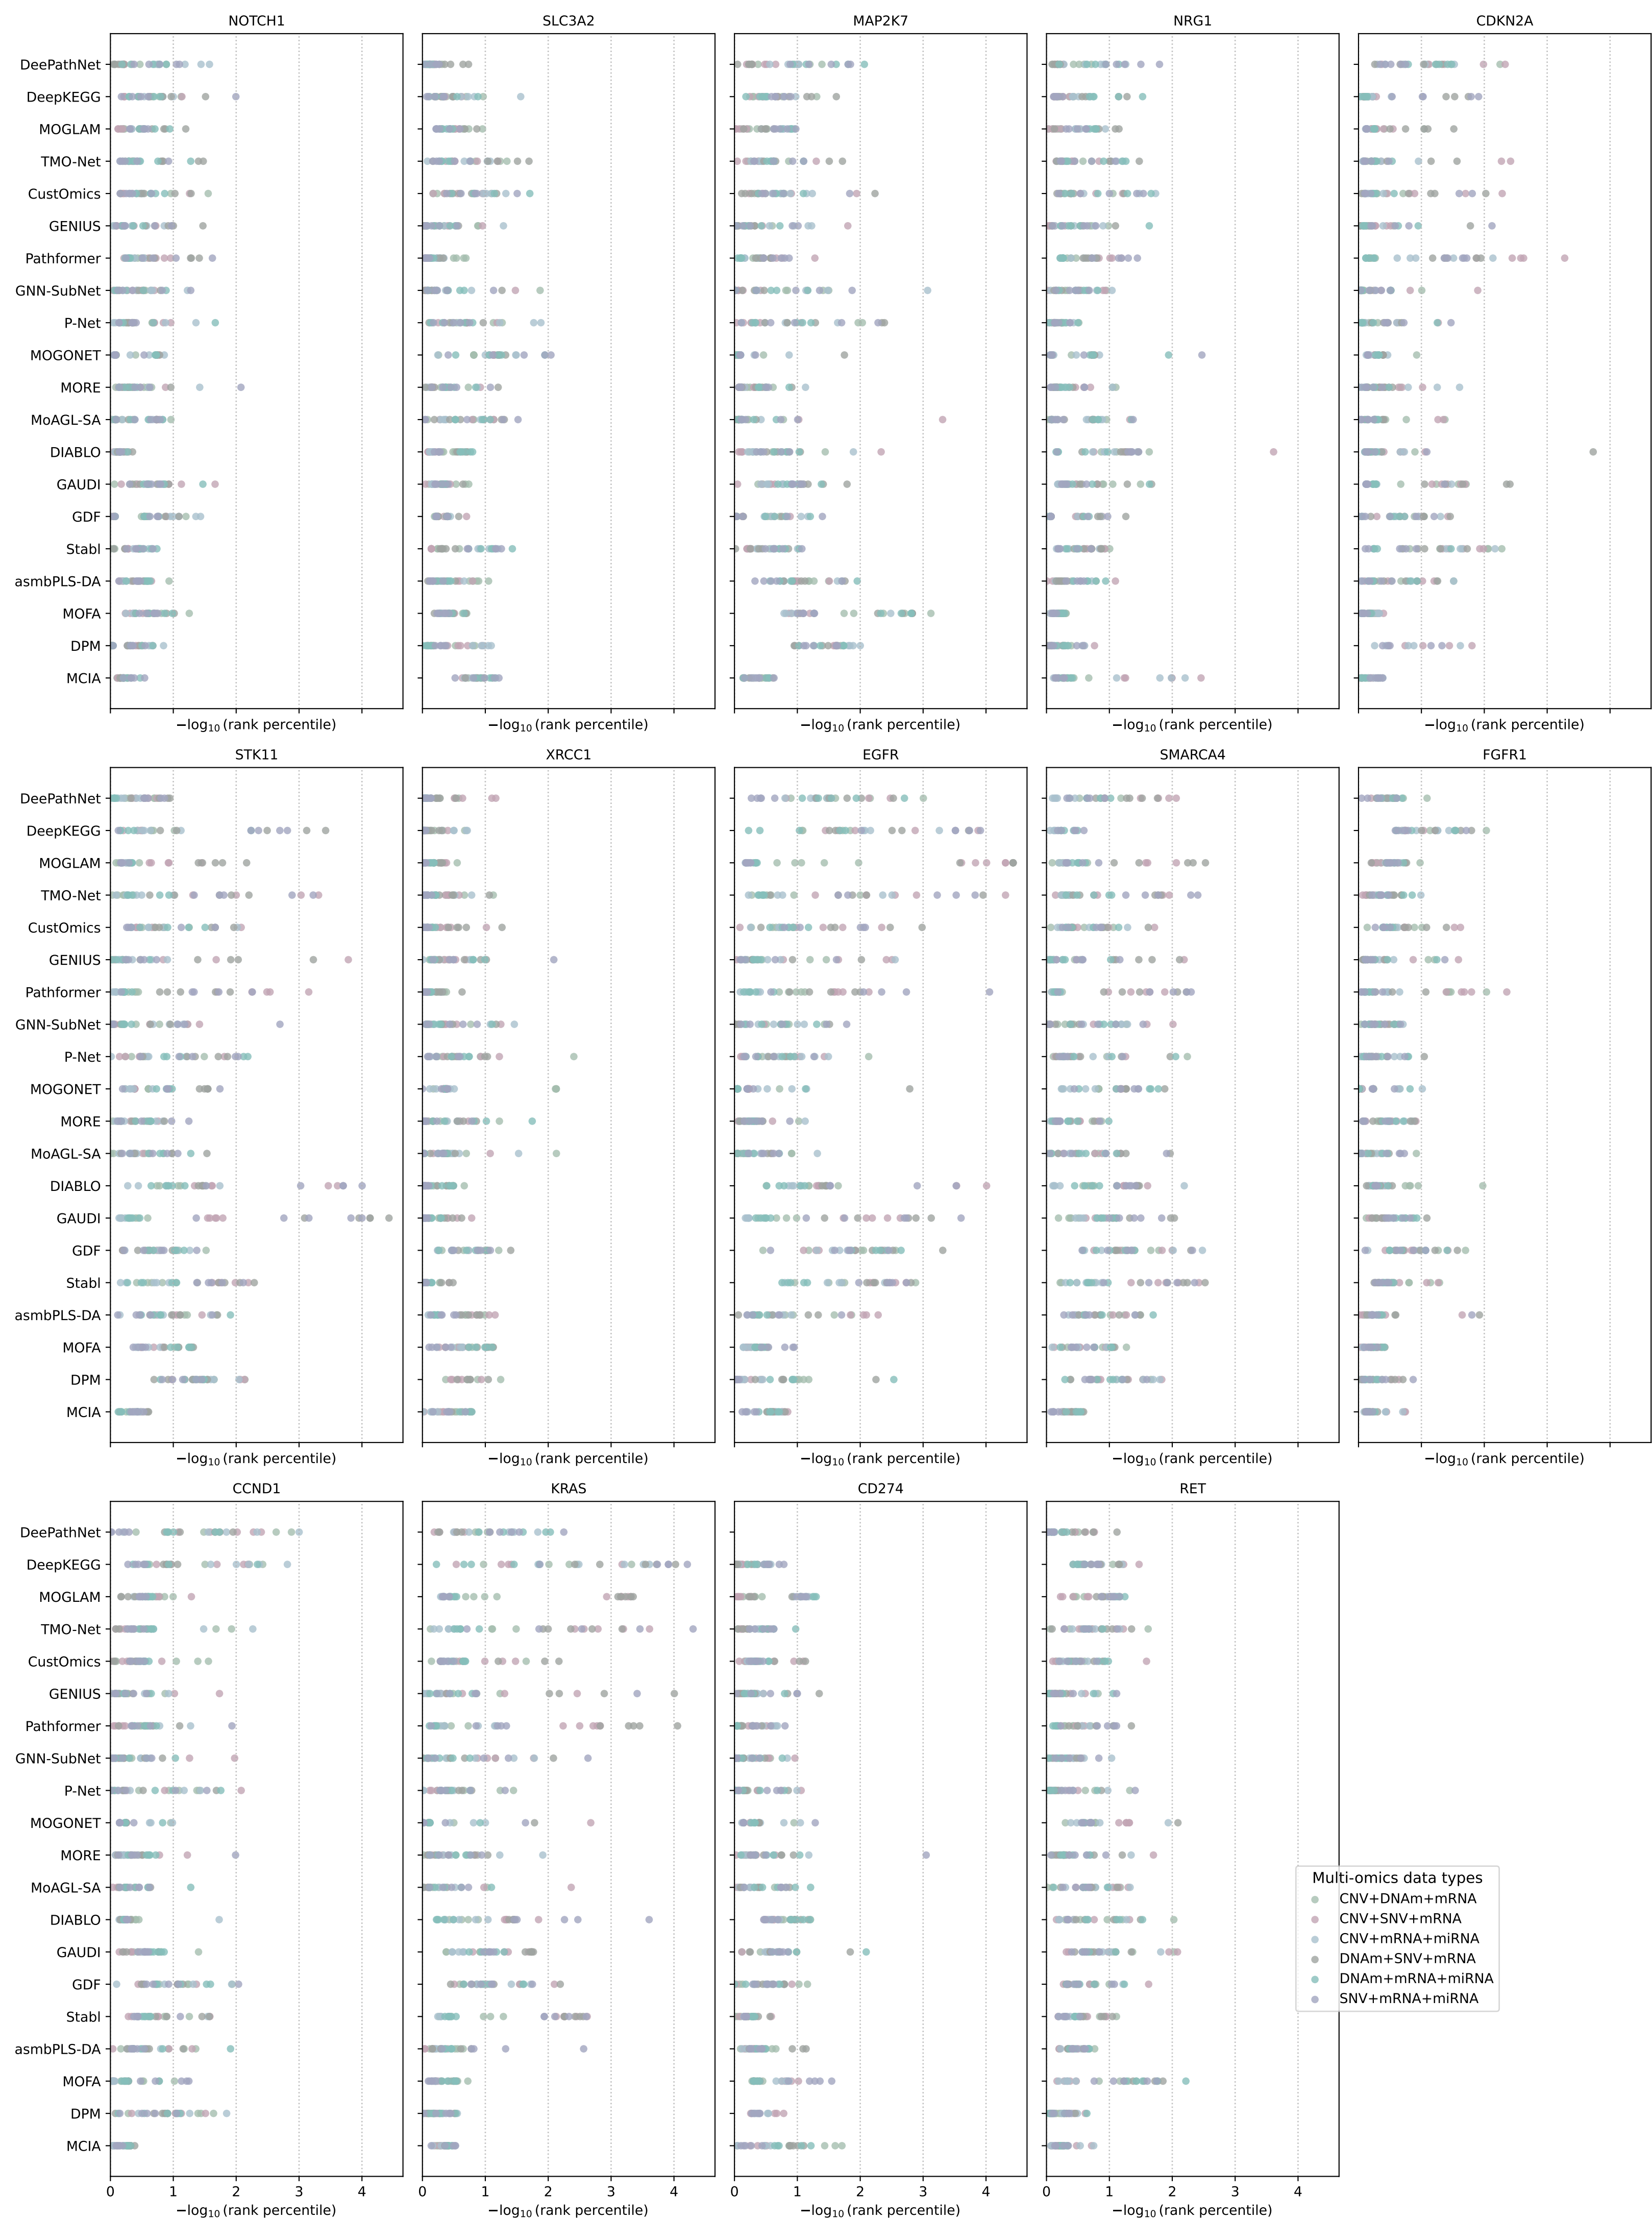 NOTCH1 SLC3A2 MAP2K7 NRG1 CDKN2A
DeePathNet
DeepKEGG
MOGLAM
TMO-Net
CustOmics
GENIUS
Pathformer
GNN-SubNet
P-Net
MOGONET
MORE
MoAGL-SA
DIABLO
GAUDI
GDF
Stabl
asmbPLS-DA
MOFA
DPM
MCIA
−log₁₀(rank percentile) −log₁₀(rank percentile) −log₁₀(rank percentile) −log₁₀(rank percentile) −log₁₀(rank percentile)
STK11 XRCC1 EGFR SMARCA4 FGFR1
DeePathNet
DeepKEGG
MOGLAM
TMO-Net
CustOmics
GENIUS
Pathformer
GNN-SubNet
P-Net
MOGONET
MORE
MoAGL-SA
DIABLO
GAUDI
GDF
Stabl
asmbPLS-DA
MOFA
DPM
MCIA
−log₁₀(rank percentile) −log₁₀(rank percentile) −log₁₀(rank percentile) −log₁₀(rank percentile) −log₁₀(rank percentile)
CCND1 KRAS CD274 RET
DeePathNet
DeepKEGG
MOGLAM
TMO-Net
CustOmics
GENIUS
Pathformer
GNN-SubNet
P-Net
MOGONET
MORE
MoAGL-SA
DIABLO
GAUDI
GDF
Stabl
asmbPLS-DA
MOFA
DPM
MCIA
0 1 2 3 4 0 1 2 3 4 0 1 2 3 4 0 1 2 3 4
−log₁₀(rank percentile) −log₁₀(rank percentile) −log₁₀(rank percentile) −log₁₀(rank percentile)
Multi-omics data types
CNV+DNAm+mRNA
CNV+SNV+mRNA
CNV+mRNA+miRNA
DNAm+SNV+mRNA
DNAm+mRNA+miRNA
SNV+mRNA+miRNA